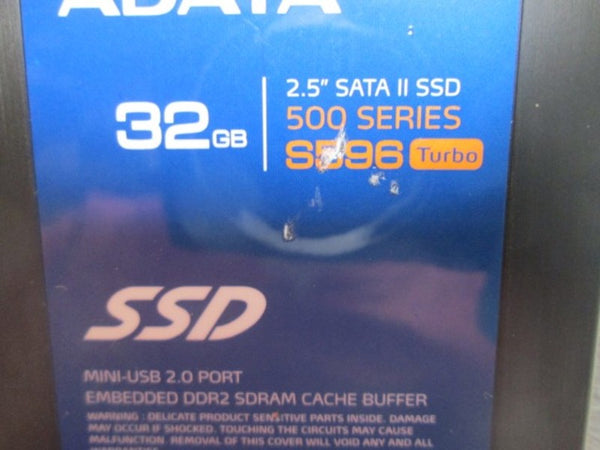 ADATA
32GB
2.5" SATA II SSD
500 SERIES
S596 Turbo
SSD
MINI-USB 2.0 PORT
EMBEDDED DDR2 SDRAM CACHE BUFFER
WARNING : DELICATE PRODUCT SENSITIVE PARTS INSIDE. DAMAGE
MAY OCCUR IF SHOCKED. TOUCHING THE CIRCUITS MAY CAUSE
MALFUNCTION. REMOVAL OF THIS COVER WILL VOID ANY AND ALL
WARRANTIES